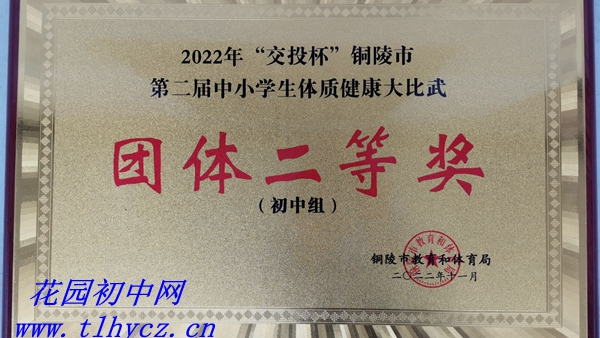 2022年“交投杯”铜陵市
第二届中小学生体质健康大比武
团体二等奖
（初中组）
铜陵市教育和体育局
二〇二二年十一月
花园初中网
www.tlhycz.cn